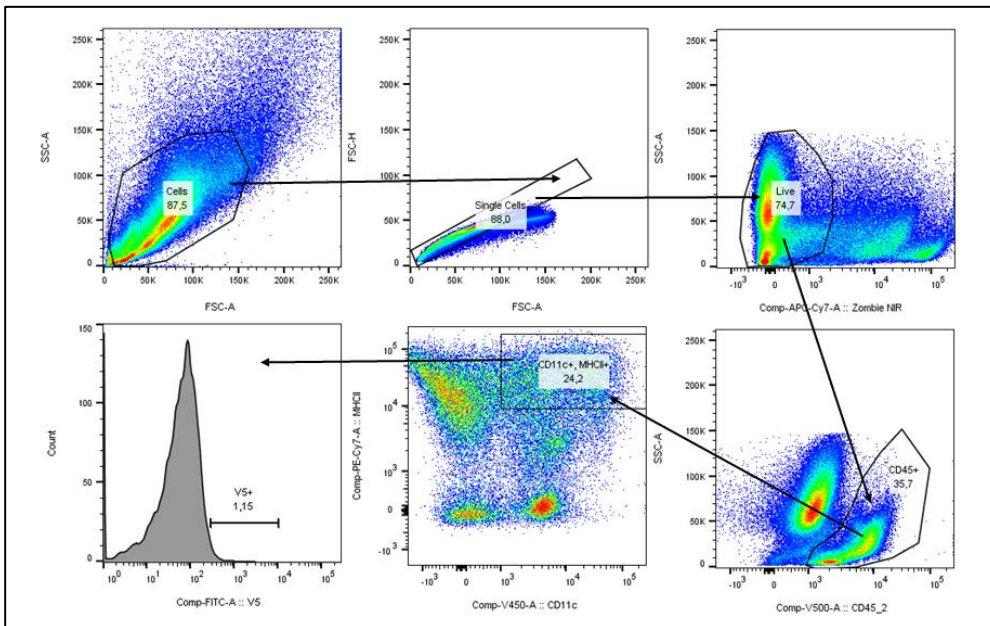 SSC-A
250K
200K
150K
100K
50K
0
Cells
87,5
0 50K 100K 150K 200K 250K
FSC-A
FSC-H
250K
200K
150K
100K
50K
0
Single Cells
88,0
0 50K 100K 150K 200K 250K
FSC-A
SSC-A
250K
200K
150K
100K
50K
0
Live
74,7
-10³ 10³ 10⁴ 10⁵
Comp-APC-Cy7-A :: Zombie NIR
Count
150
100
50
0
V5+
1,15
10⁰ 10¹ 10² 10³ 10⁴ 10⁵
Comp-FITC-A :: V5
Comp-PE-Cy7-A :: MHCII
10⁵
10⁴
10³
0
-10³
CD11c+, MHCII+
24,2
-10³ 10³ 10⁴ 10⁵
Comp-V450-A :: CD11c
SSC-A
250K
200K
150K
100K
50K
0
CD45+
35,7
-10³ 10³ 10⁴ 10⁵
Comp-V500-A :: CD45_2